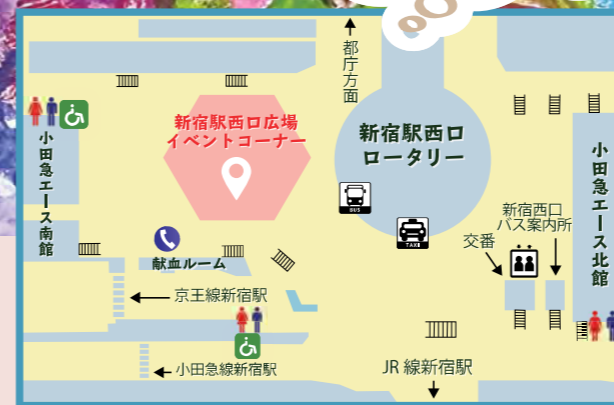 都庁方面
新宿駅西口広場
イベントコーナー
新宿駅西口
ロータリー
小田急エース南館
小田急エース北館
BUS
TAXI
新宿西口
バス案内所
交番
献血ルーム
京王線新宿駅
小田急線新宿駅
JR線新宿駅